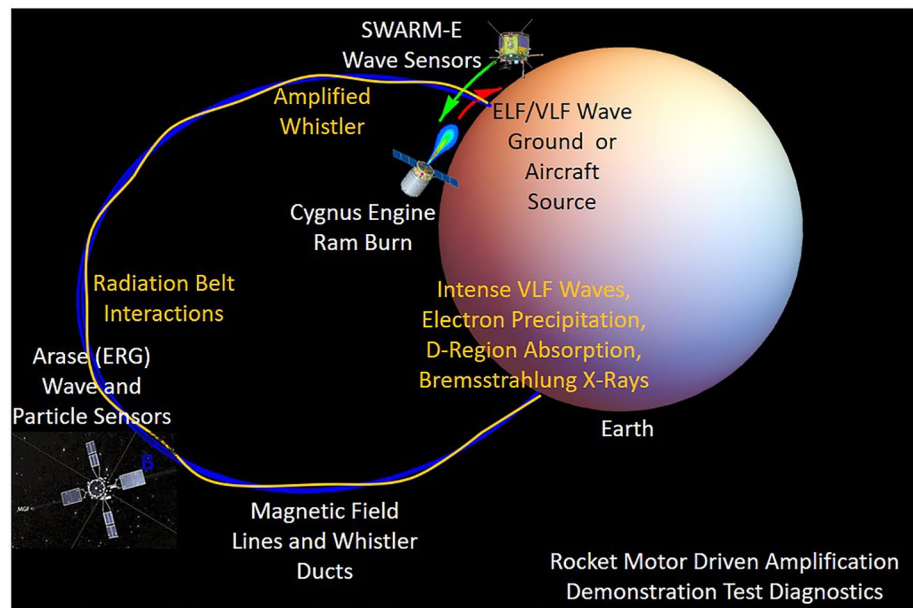 SWARM-E
Wave Sensors
Amplified
Whistler
ELF/VLF Wave
Ground or
Aircraft
Source
Cygnus Engine
Ram Burn
Radiation Belt
Interactions
Intense VLF Waves,
Electron Precipitation,
D-Region Absorption,
Bremsstrahlung X-Rays
Arase (ERG)
Wave and
Particle Sensors
Earth
B
MGF
Magnetic Field
Lines and Whistler
Ducts
Rocket Motor Driven Amplification
Demonstration Test Diagnostics